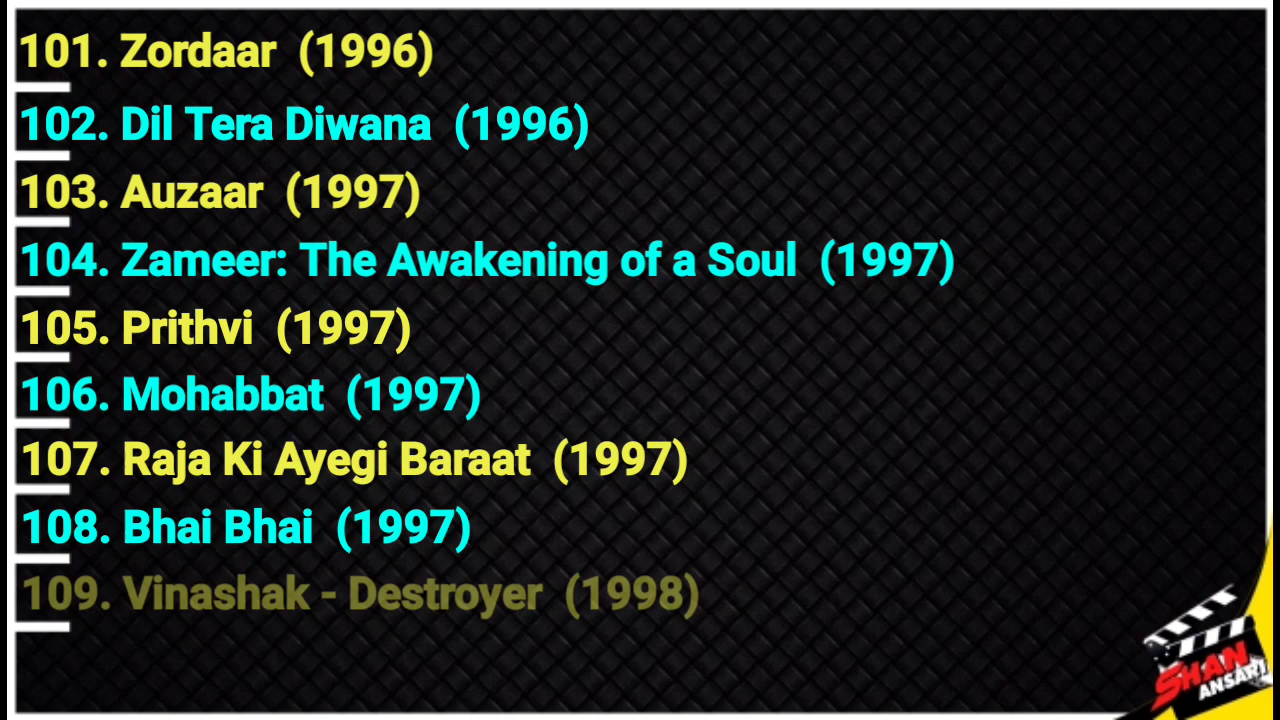 101. Zordaar (1996)
102. Dil Tera Diwana (1996)
103. Auzaar (1997)
104. Zameer: The Awakening of a Soul (1997)
105. Prithvi (1997)
106. Mohabbat (1997)
107. Raja Ki Ayegi Baraat (1997)
108. Bhai Bhai (1997)
109. Vinashak - Destroyer (1998)
SHAN
ANSARI